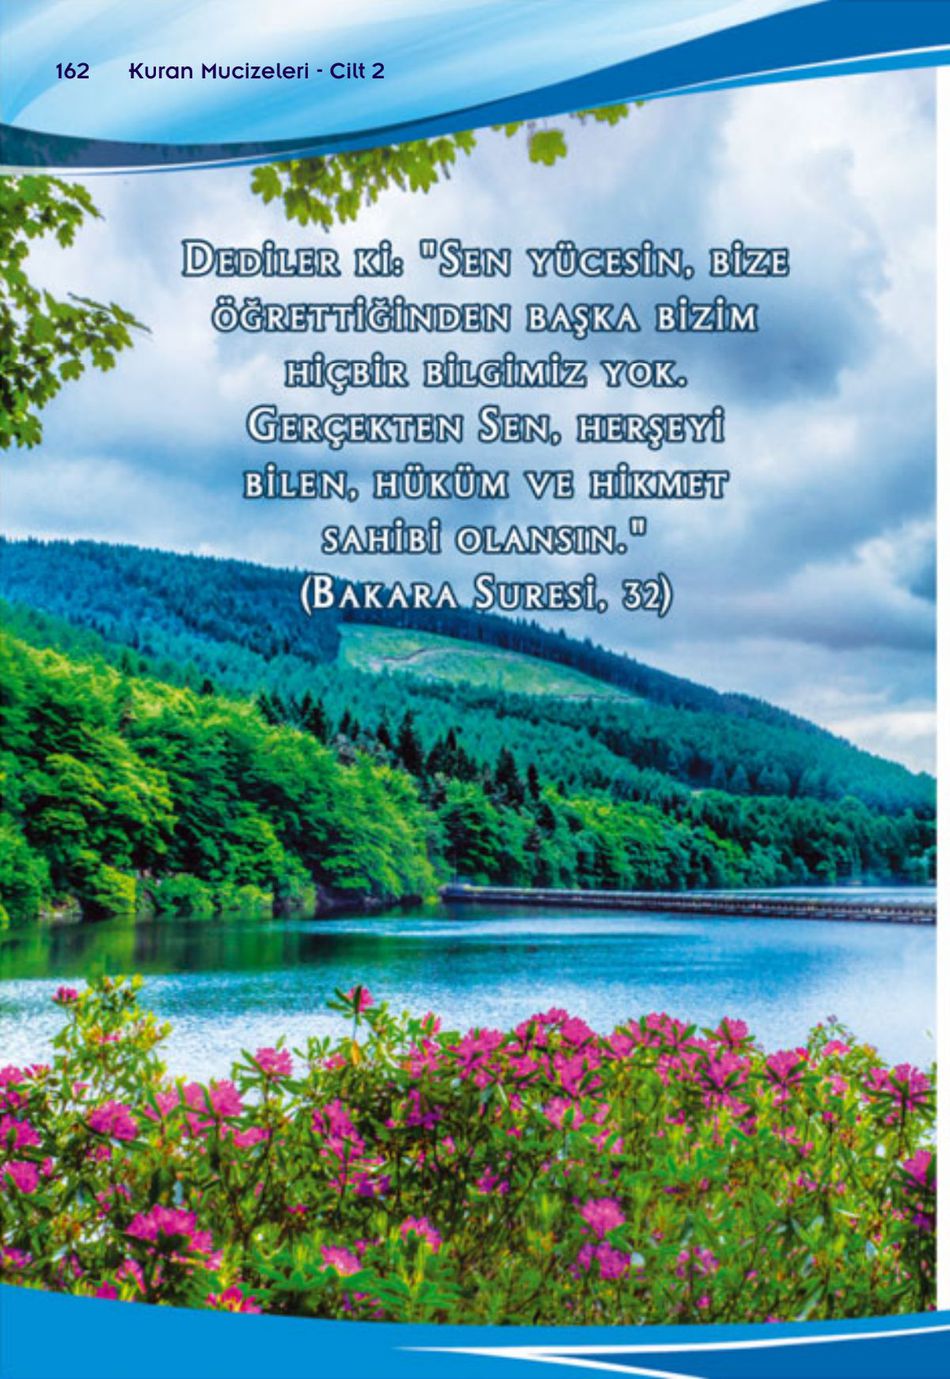 162 Kuran Mucizeleri - Cilt 2
Dediler ki: "Sen yücesin, bize
öğrettiğinden başka bizim
hiçbir bilgimiz yok.
Gerçekten Sen, herşeyi
bilen, hüküm ve hikmet
sahibi olansın."
(Bakara Suresi, 32)